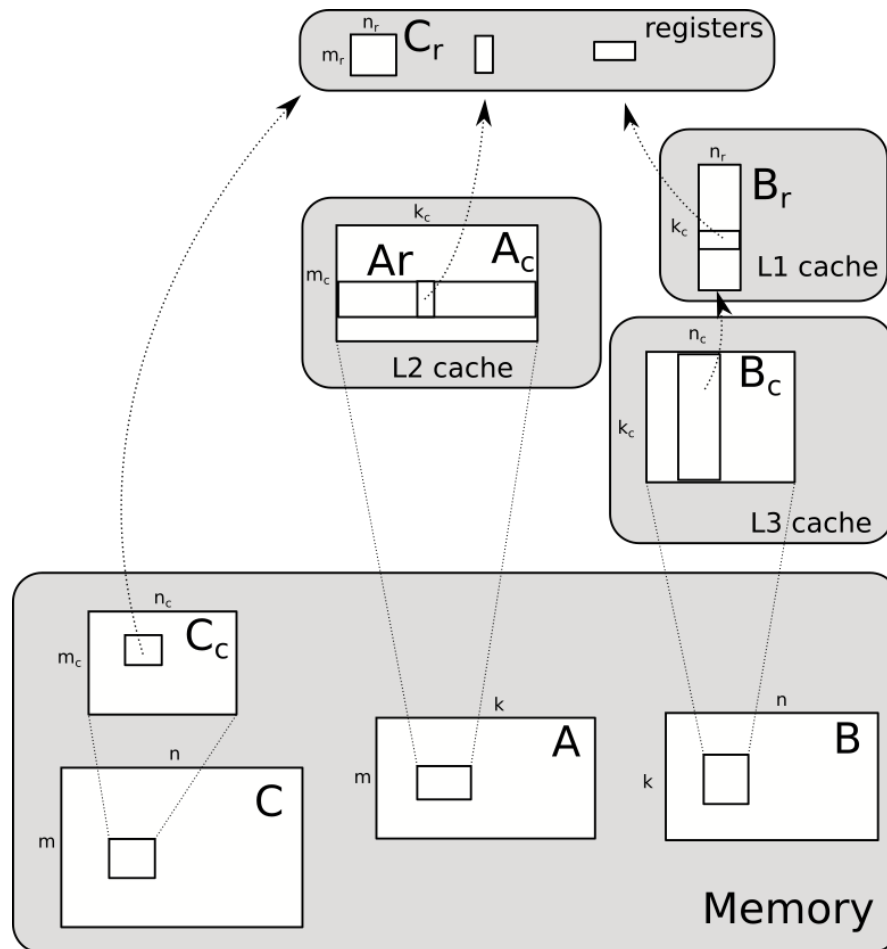 n_r
C_r
registers
m_r
n_r
B_r
k_c
L1 cache
k_c
Ar
A_c
m_c
L2 cache
n_c
B_c
k_c
L3 cache
n_c
C_c
m_c
n
C
m
k
A
m
n
B
k
Memory